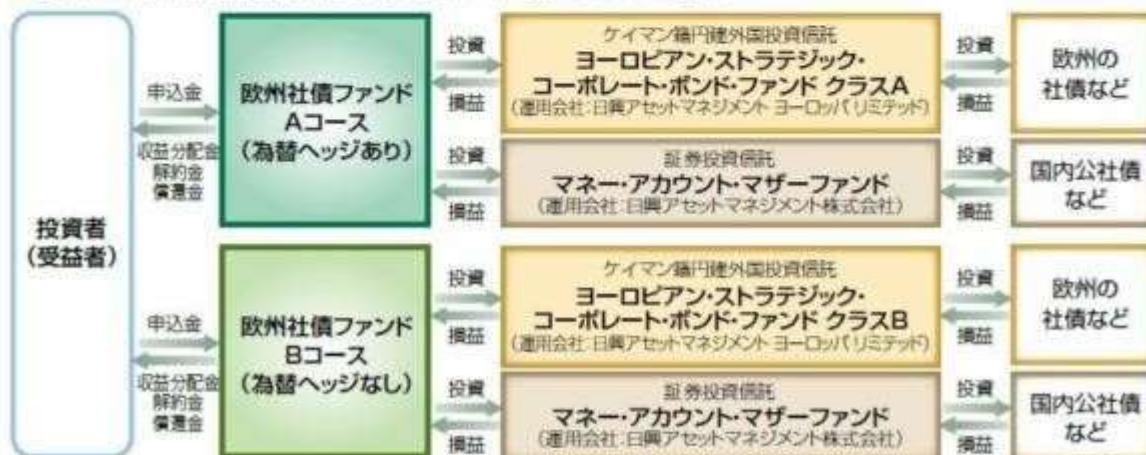 投資者
(受益者)
申込金
収益分配金
解約金
償還金
欧州社債ファンド
Aコース
(為替ヘッジあり)
投資
損益
ケイマン籍円建外国投資信託
ヨーロピアン・ストラテジック・
コーポレート・ボンド・ファンド クラスA
(運用会社:日興アセットマネジメント ヨーロッパリミテッド)
投資
損益
欧州の
社債など
投資
損益
証券投資信託
マネー・アカウント・マザーファンド
(運用会社:日興アセットマネジメント株式会社)
投資
損益
国内公社債
など
申込金
収益分配金
解約金
償還金
欧州社債ファンド
Bコース
(為替ヘッジなし)
投資
損益
ケイマン籍円建外国投資信託
ヨーロピアン・ストラテジック・
コーポレート・ボンド・ファンド クラスB
(運用会社:日興アセットマネジメント ヨーロッパリミテッド)
投資
損益
欧州の
社債など
投資
損益
証券投資信託
マネー・アカウント・マザーファンド
(運用会社:日興アセットマネジメント株式会社)
投資
損益
国内公社債
など